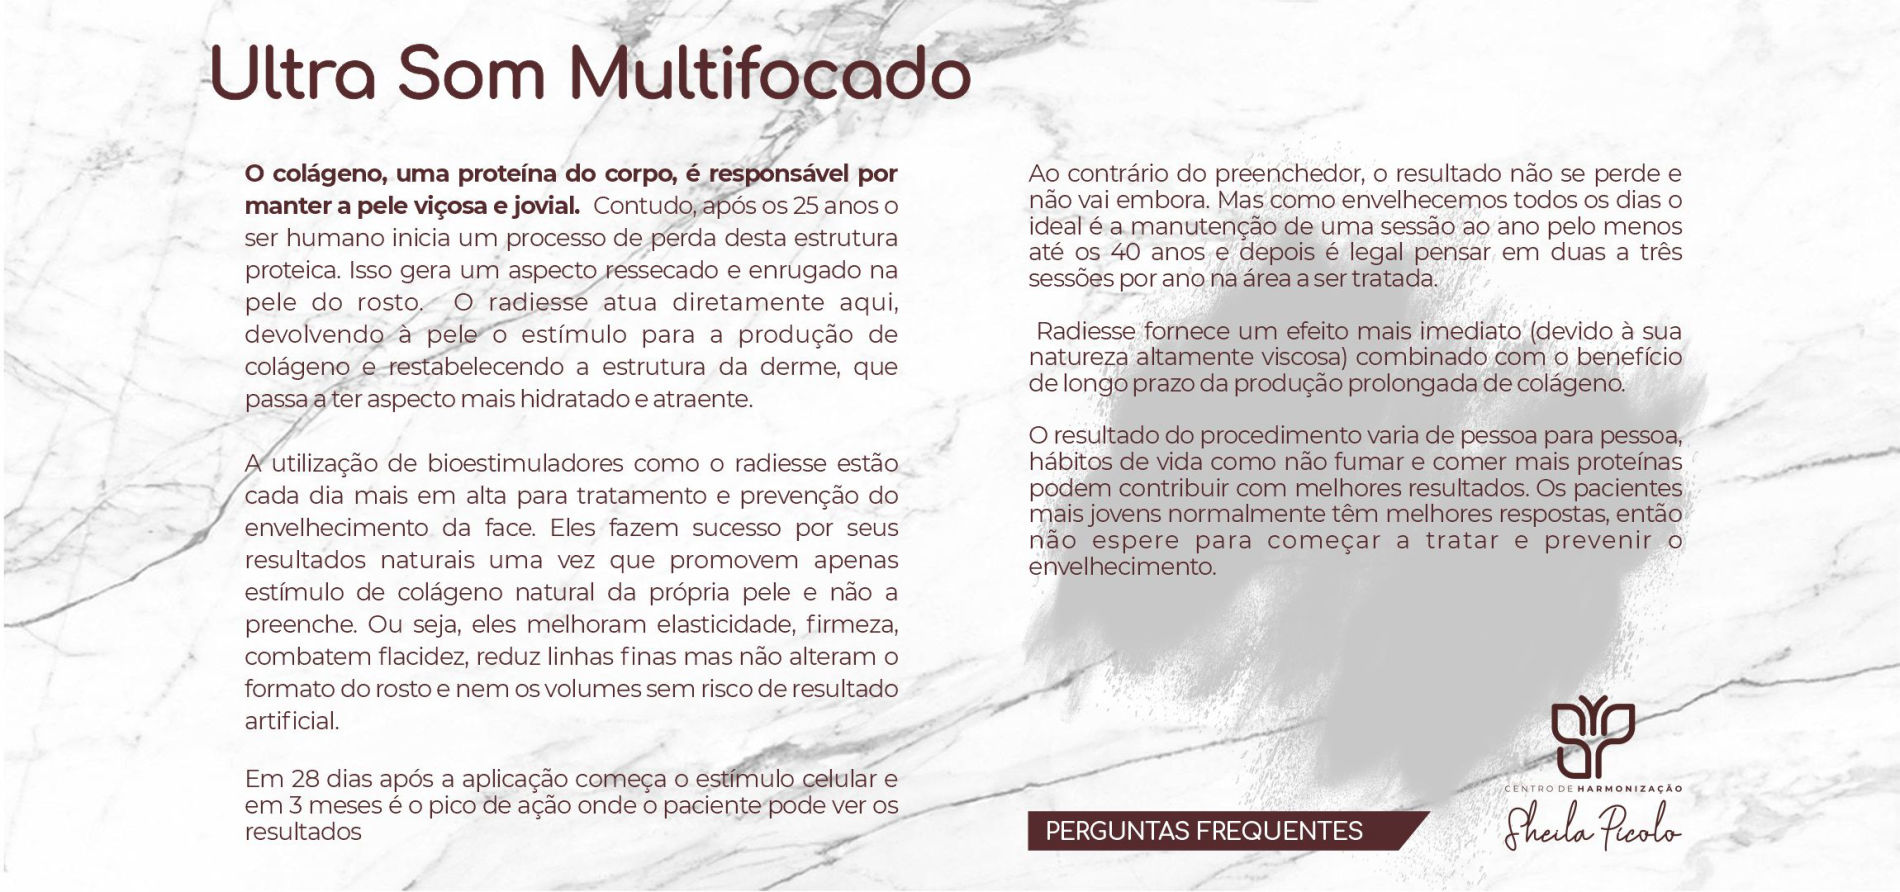 Ultra Som Multifocado
O colágeno, uma proteína do corpo, é responsável por
manter a pele viçosa e jovial. Contudo, após os 25 anos o
ser humano inicia um processo de perda desta estrutura
proteica. Isso gera um aspecto ressecado e enrugado na
pele do rosto. O radiesse atua diretamente aqui,
devolvendo à pele o estímulo para a produção de
colágeno e restabelecendo a estrutura da derme, que
passa a ter aspecto mais hidratado e atraente.
A utilização de bioestimuladores como o radiesse estão
cada dia mais em alta para tratamento e prevenção do
envelhecimento da face. Eles fazem sucesso por seus
resultados naturais uma vez que promovem apenas
estímulo de colágeno natural da própria pele e não a
preenche. Ou seja, eles melhoram elasticidade, firmeza,
combatem flacidez, reduz linhas finas mas não alteram o
formato do rosto e nem os volumes sem risco de resultado
artificial.
Em 28 dias após a aplicação começa o estímulo celular e
em 3 meses é o pico de ação onde o paciente pode ver os
resultados
Ao contrário do preenchedor, o resultado não se perde e
não vai embora. Mas como envelhecemos todos os dias o
ideal é a manutenção de uma sessão ao ano pelo menos
até os 40 anos e depois é legal pensar em duas a três
sessões por ano na área a ser tratada.
Radiesse fornece um efeito mais imediato (devido à sua
natureza altamente viscosa) combinado com o benefício
de longo prazo da produção prolongada de colágeno.
O resultado do procedimento varia de pessoa para pessoa,
hábitos de vida como não fumar e comer mais proteínas
podem contribuir com melhores resultados. Os pacientes
mais jovens normalmente têm melhores respostas, então
não espere para começar a tratar e prevenir o
envelhecimento.
PERGUNTAS FREQUENTES
CENTRO DE HARMONIZAÇÃO
Sheila Picolo